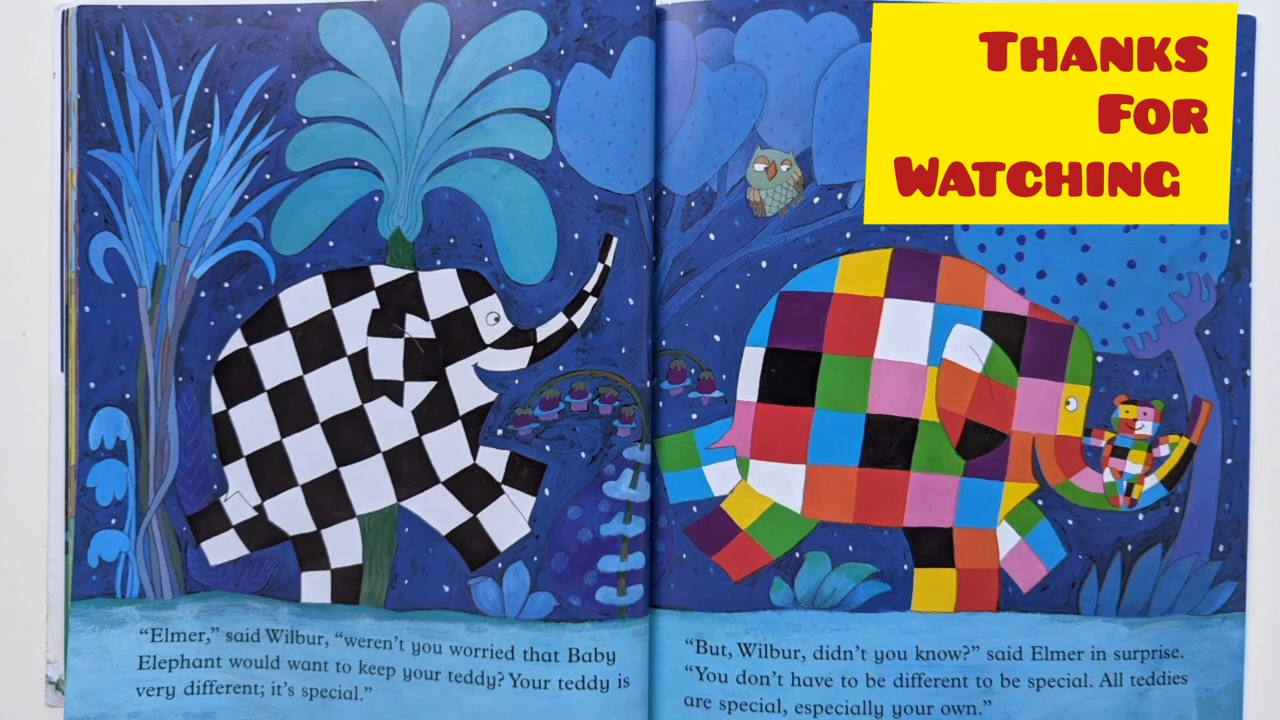 THANKS
FOR
WATCHING
“Elmer,” said Wilbur, “weren’t you worried that Baby
Elephant would want to keep your teddy? Your teddy is
very different; it’s special.”
“But, Wilbur, didn’t you know?” said Elmer in surprise.
“You don’t have to be different to be special. All teddies
are special, especially your own.”